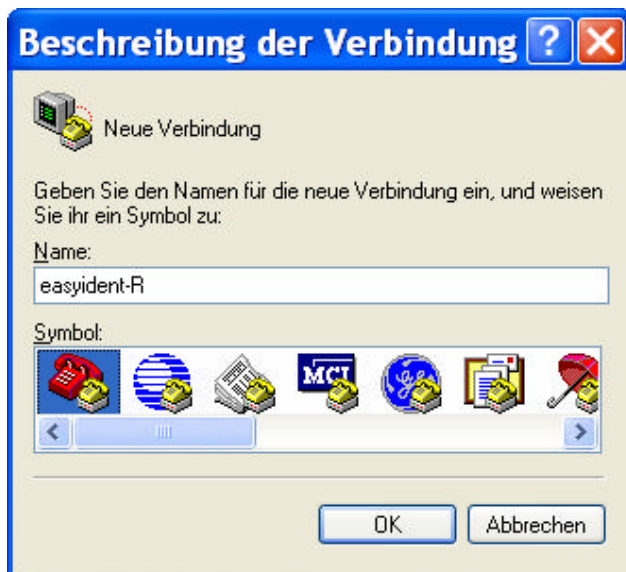 Beschreibung der Verbindung
Neue Verbindung
Geben Sie den Namen für die neue Verbindung ein, und weisen
Sie ihr ein Symbol zu:
Name:
easyident-R
Symbol:
MCI
OK
Abbrechen